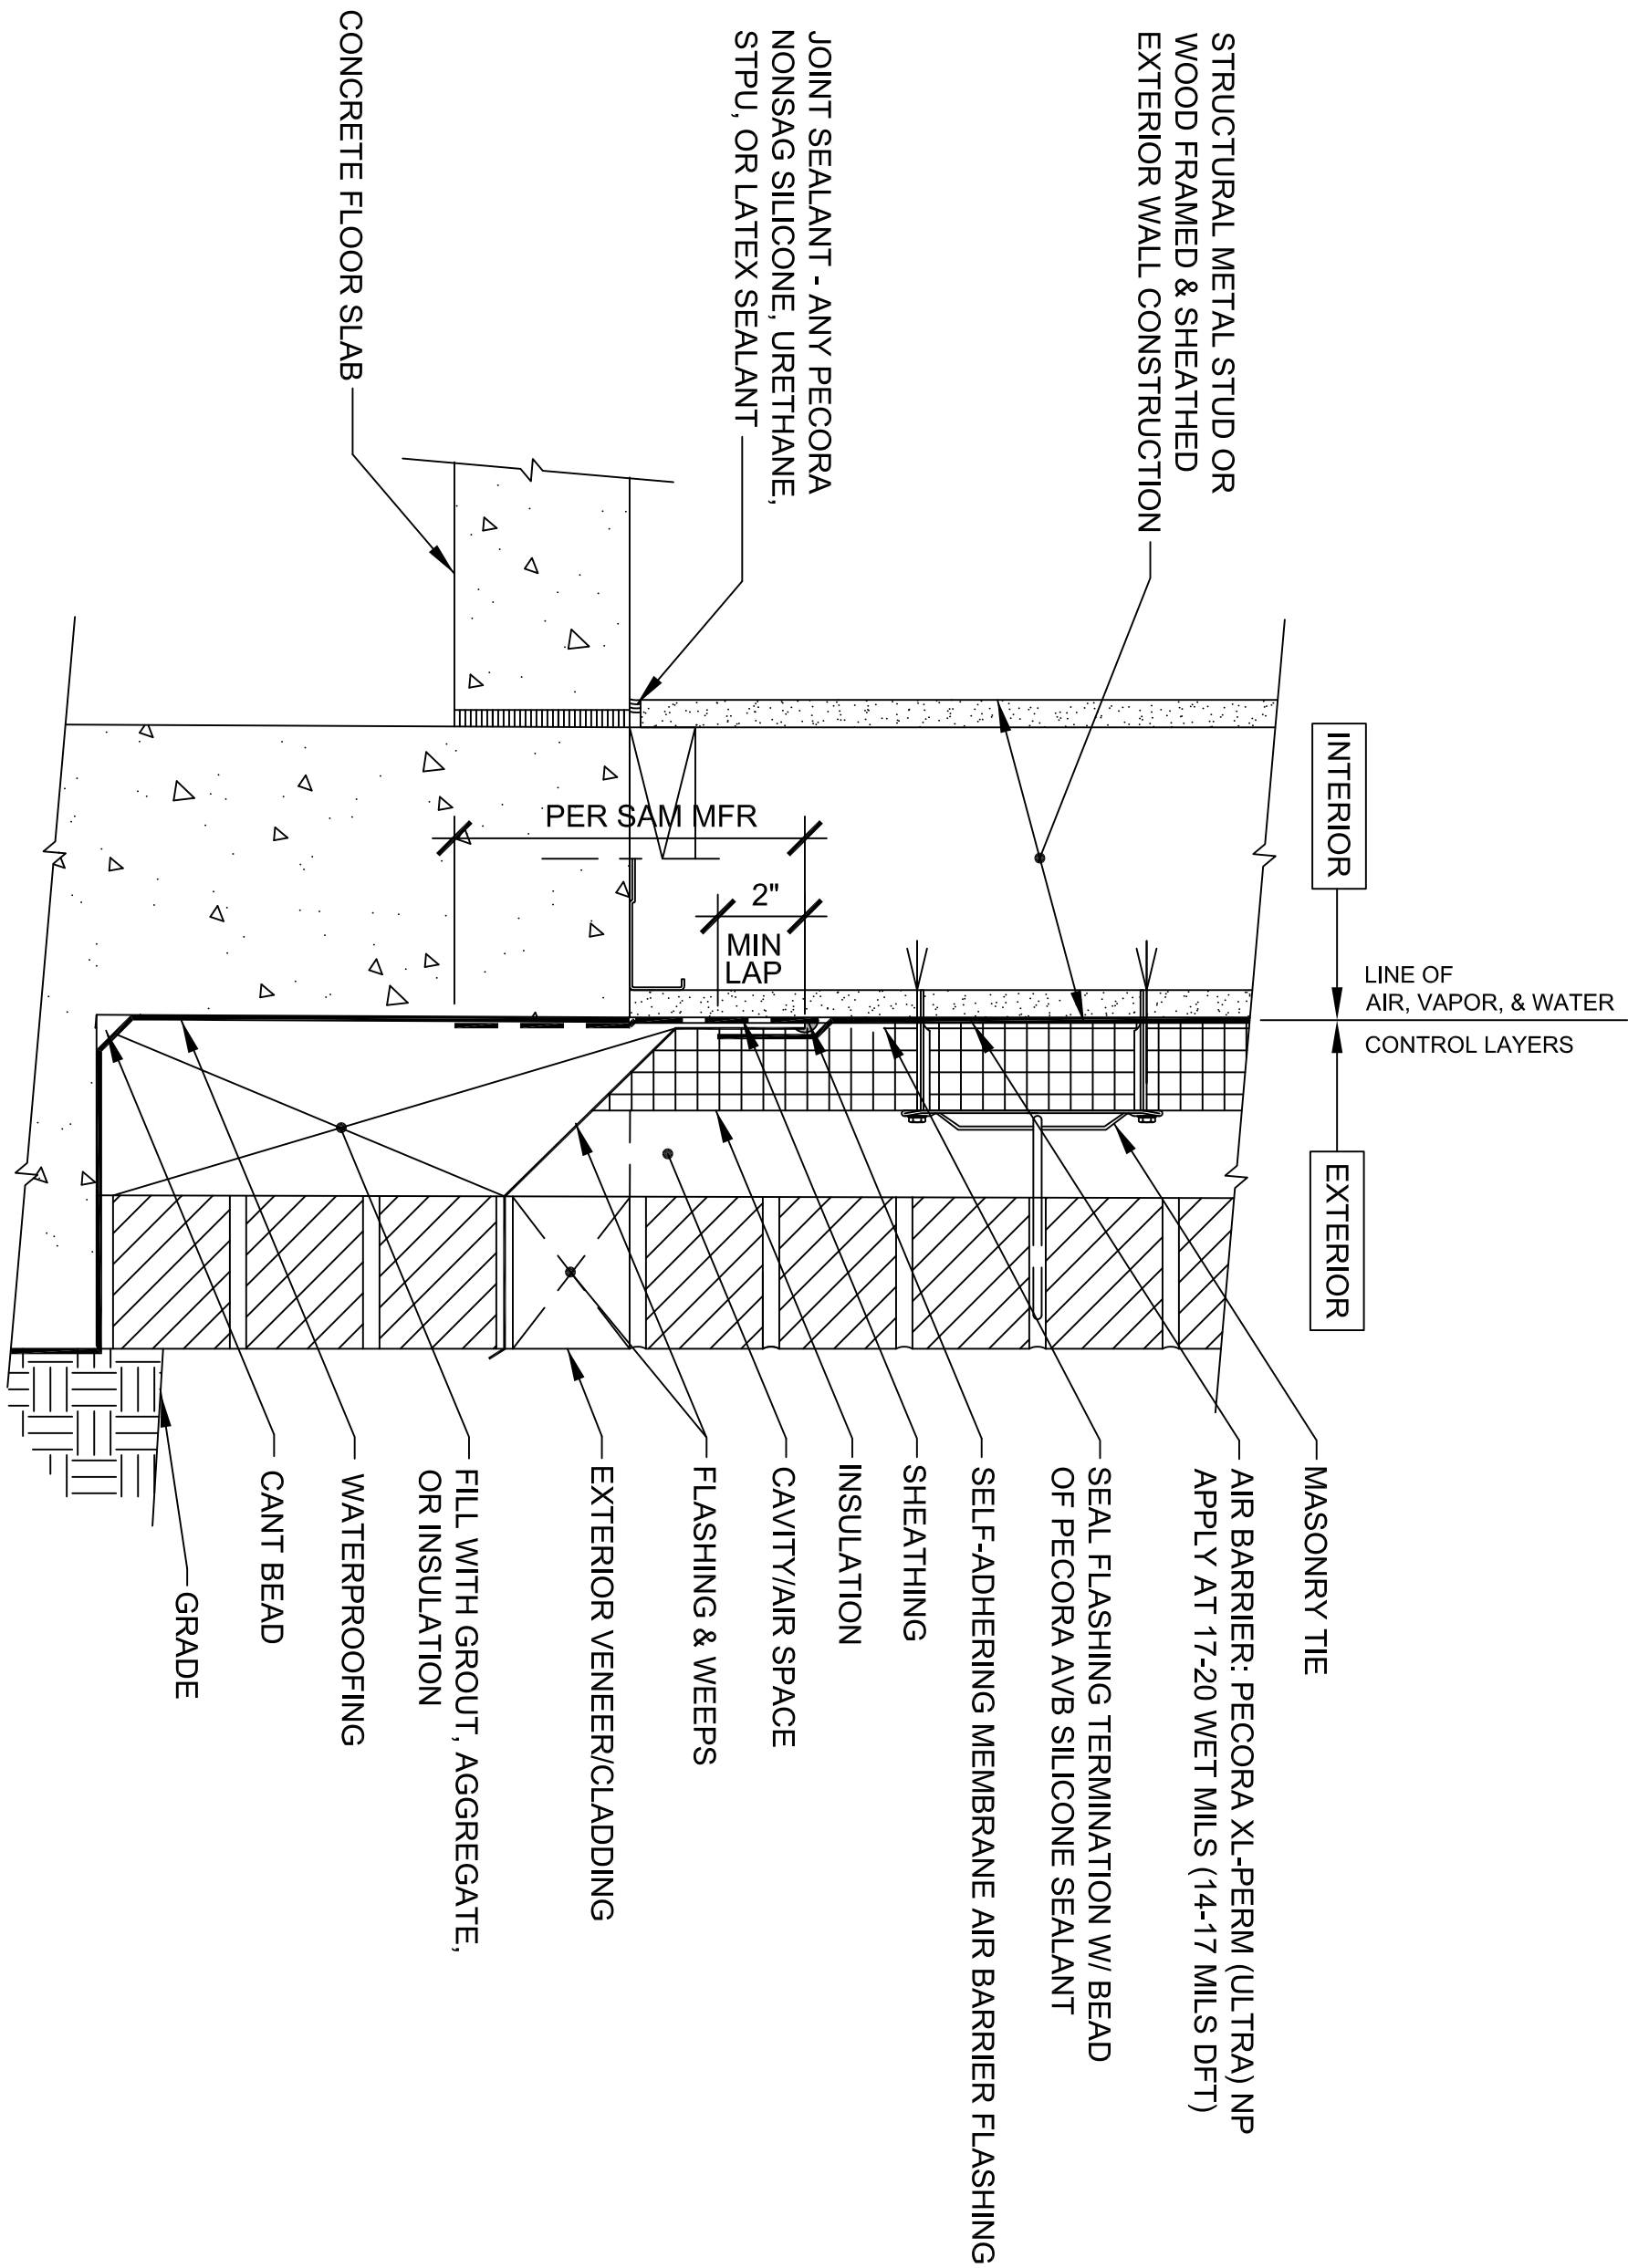 STRUCTURAL METAL STUD OR
WOOD FRAMED & SHEATHED
EXTERIOR WALL CONSTRUCTION
JOINT SEALANT - ANY PECORA
NONSAG SILICONE, URETHANE,
STPU, OR LATEX SEALANT
CONCRETE FLOOR SLAB
INTERIOR
LINE OF
AIR, VAPOR, & WATER
CONTROL LAYERS
EXTERIOR
PER SAM MFR
2"
MIN
LAP
MASONRY TIE
AIR BARRIER: PECORA XL-PERM (ULTRA) NP
APPLY AT 17-20 WET MILS (14-17 MILS DFT)
SEAL FLASHING TERMINATION W/ BEAD
OF PECORA AVB SILICONE SEALANT
SELF-ADHERING MEMBRANE AIR BARRIER FLASHING
SHEATHING
INSULATION
CAVITY/AIR SPACE
FLASHING & WEEPS
EXTERIOR VENEER/CLADDING
FILL WITH GROUT, AGGREGATE,
OR INSULATION
WATERPROOFING
CANT BEAD
GRADE